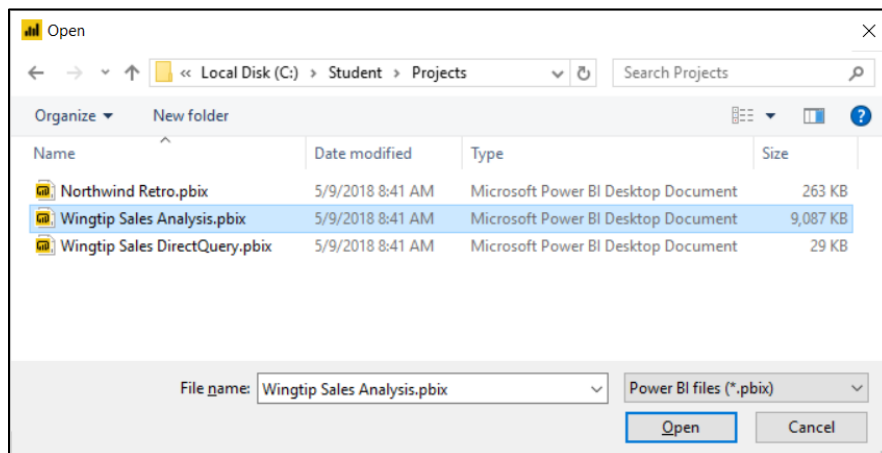 Open
« Local Disk (C:) › Student › Projects Search Projects
Organize New folder ?
Name Date modified Type Size
Northwind Retro.pbix 5/9/2018 8:41 AM Microsoft Power BI Desktop Document 263 KB
Wingtip Sales Analysis.pbix 5/9/2018 8:41 AM Microsoft Power BI Desktop Document 9,087 KB
Wingtip Sales DirectQuery.pbix 5/9/2018 8:41 AM Microsoft Power BI Desktop Document 29 KB
File name: Wingtip Sales Analysis.pbix Power BI files (*.pbix)
Open Cancel